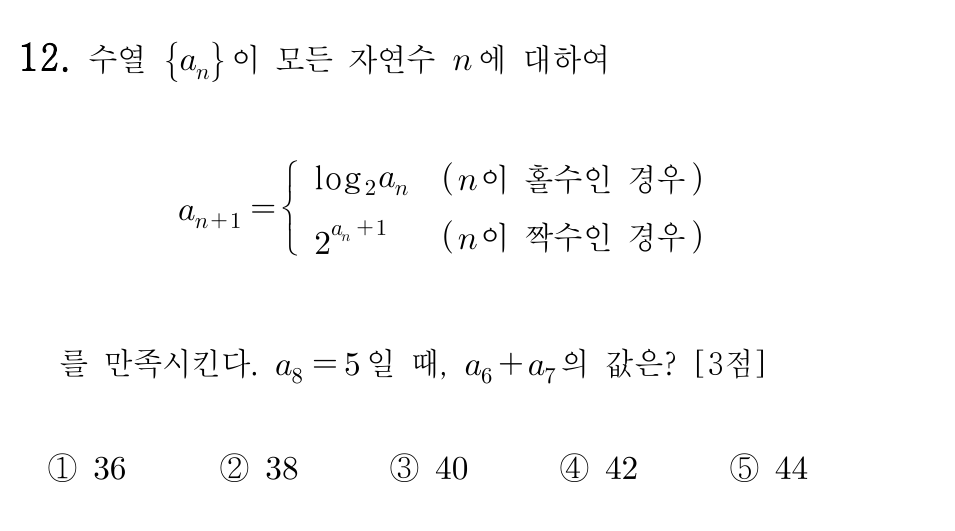 12. 수열 {aₙ}이 모든 자연수 n에 대하여
aₙ₊₁ = { log₂aₙ (n이 홀수인 경우)
2^(aₙ+1) (n이 짝수인 경우)
를 만족시킨다. a₈ = 5일 때, a₆+a₇의 값은? [3점]
① 36 ② 38 ③ 40 ④ 42 ⑤ 44